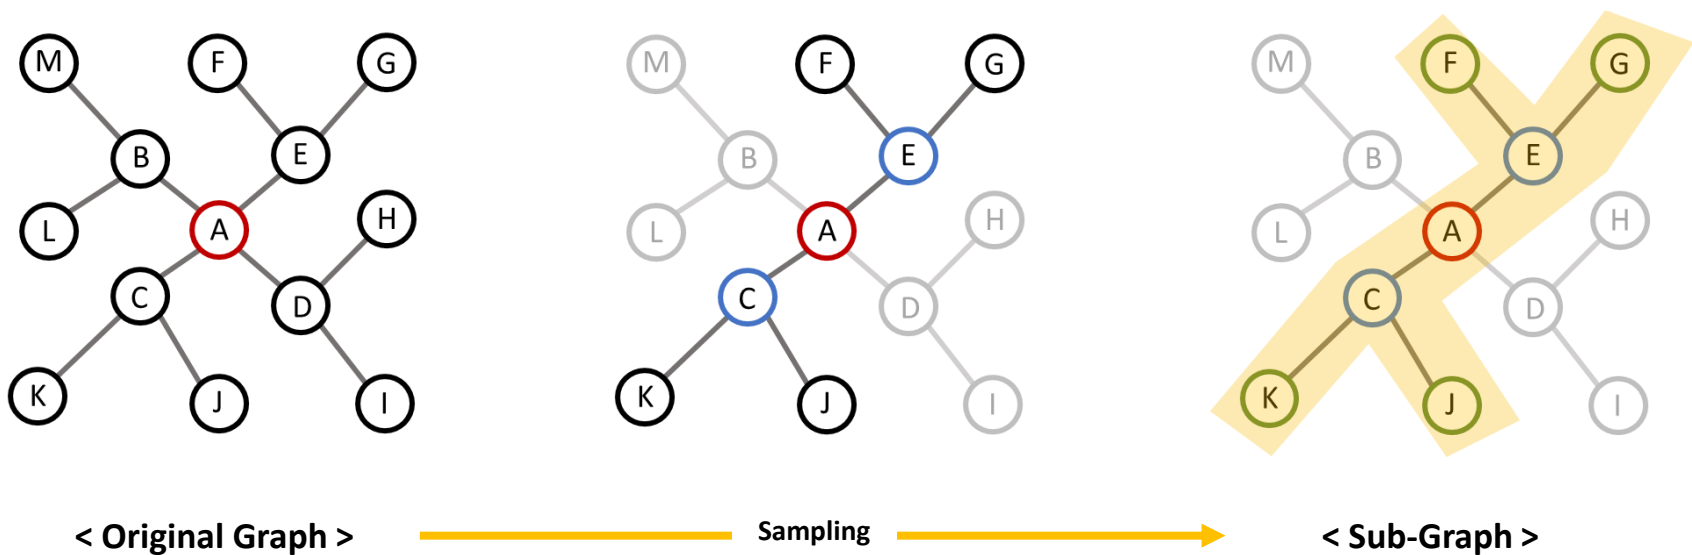 M F G
B E
L A H
C D
K J I
M F G
B E
L A H
C D
K J I
M F G
B E
L A H
C D
K J I
< Original Graph > Sampling < Sub-Graph >